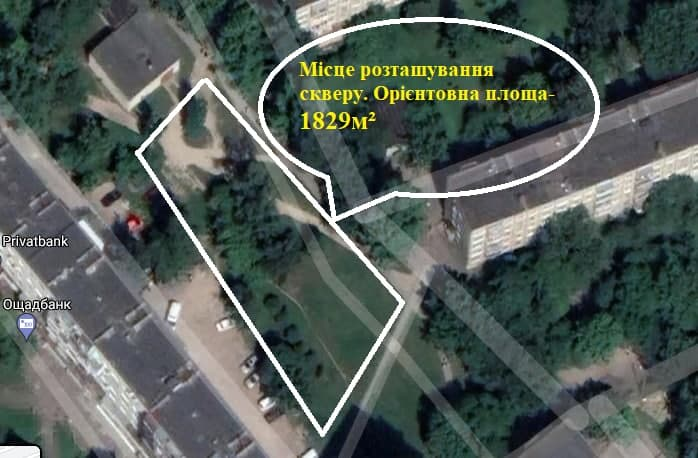 Місце розташування
скверу. Орієнтовна площа-
1829м²
Privatbank
Ощадбанк